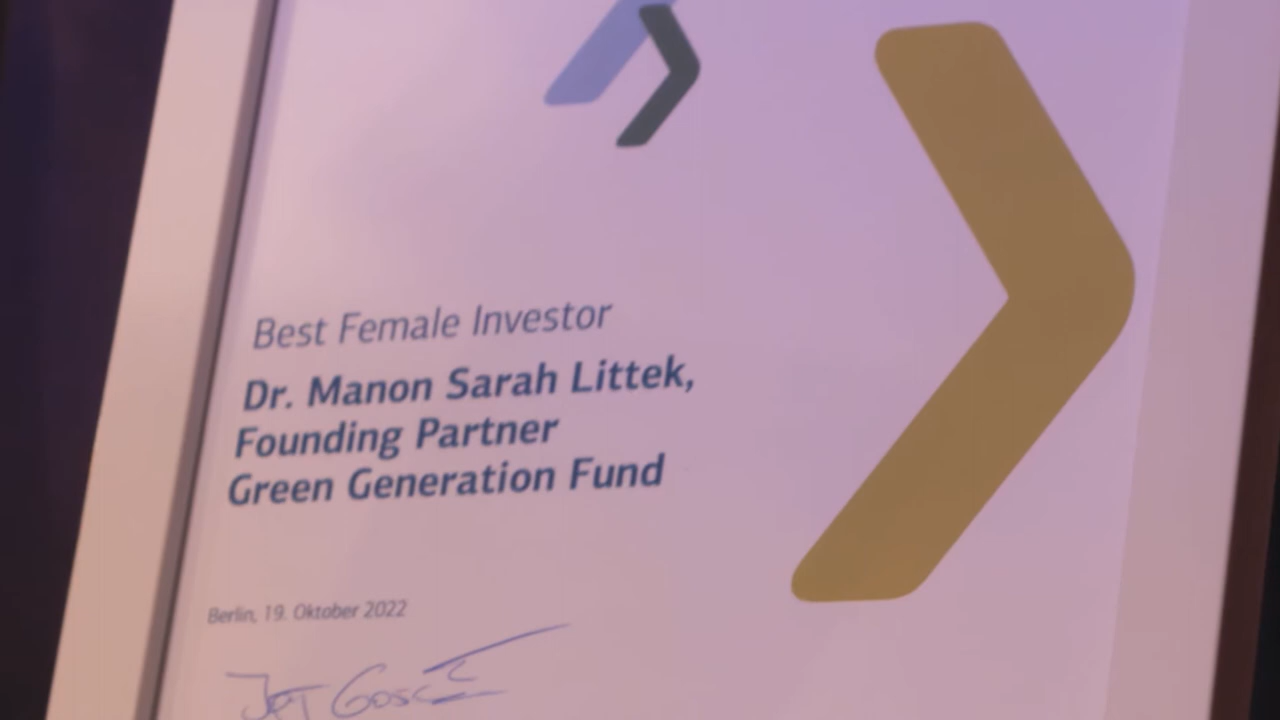 Best Female Investor
Dr. Manon Sarah Littek,
Founding Partner
Green Generation Fund
Berlin, 19. Oktober 2022